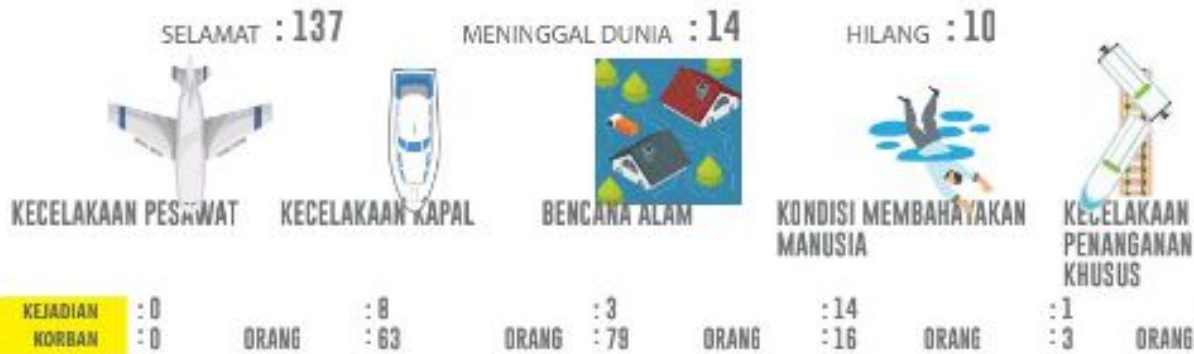 SELAMAT : 137 MENINGGAL DUNIA : 14 HILANG : 10
KECELAKAAN PESAWAT KECELAKAAN KAPAL BENCANA ALAM KONDISI MEMBAHAYAKAN KECELAKAAN
MANUSIA PENANGANAN
KHUSUS
KEJADIAN : 0 : 8 : 3 : 14 : 1
KORBAN : 0 ORANG : 63 ORANG : 79 ORANG : 16 ORANG : 3 ORANG